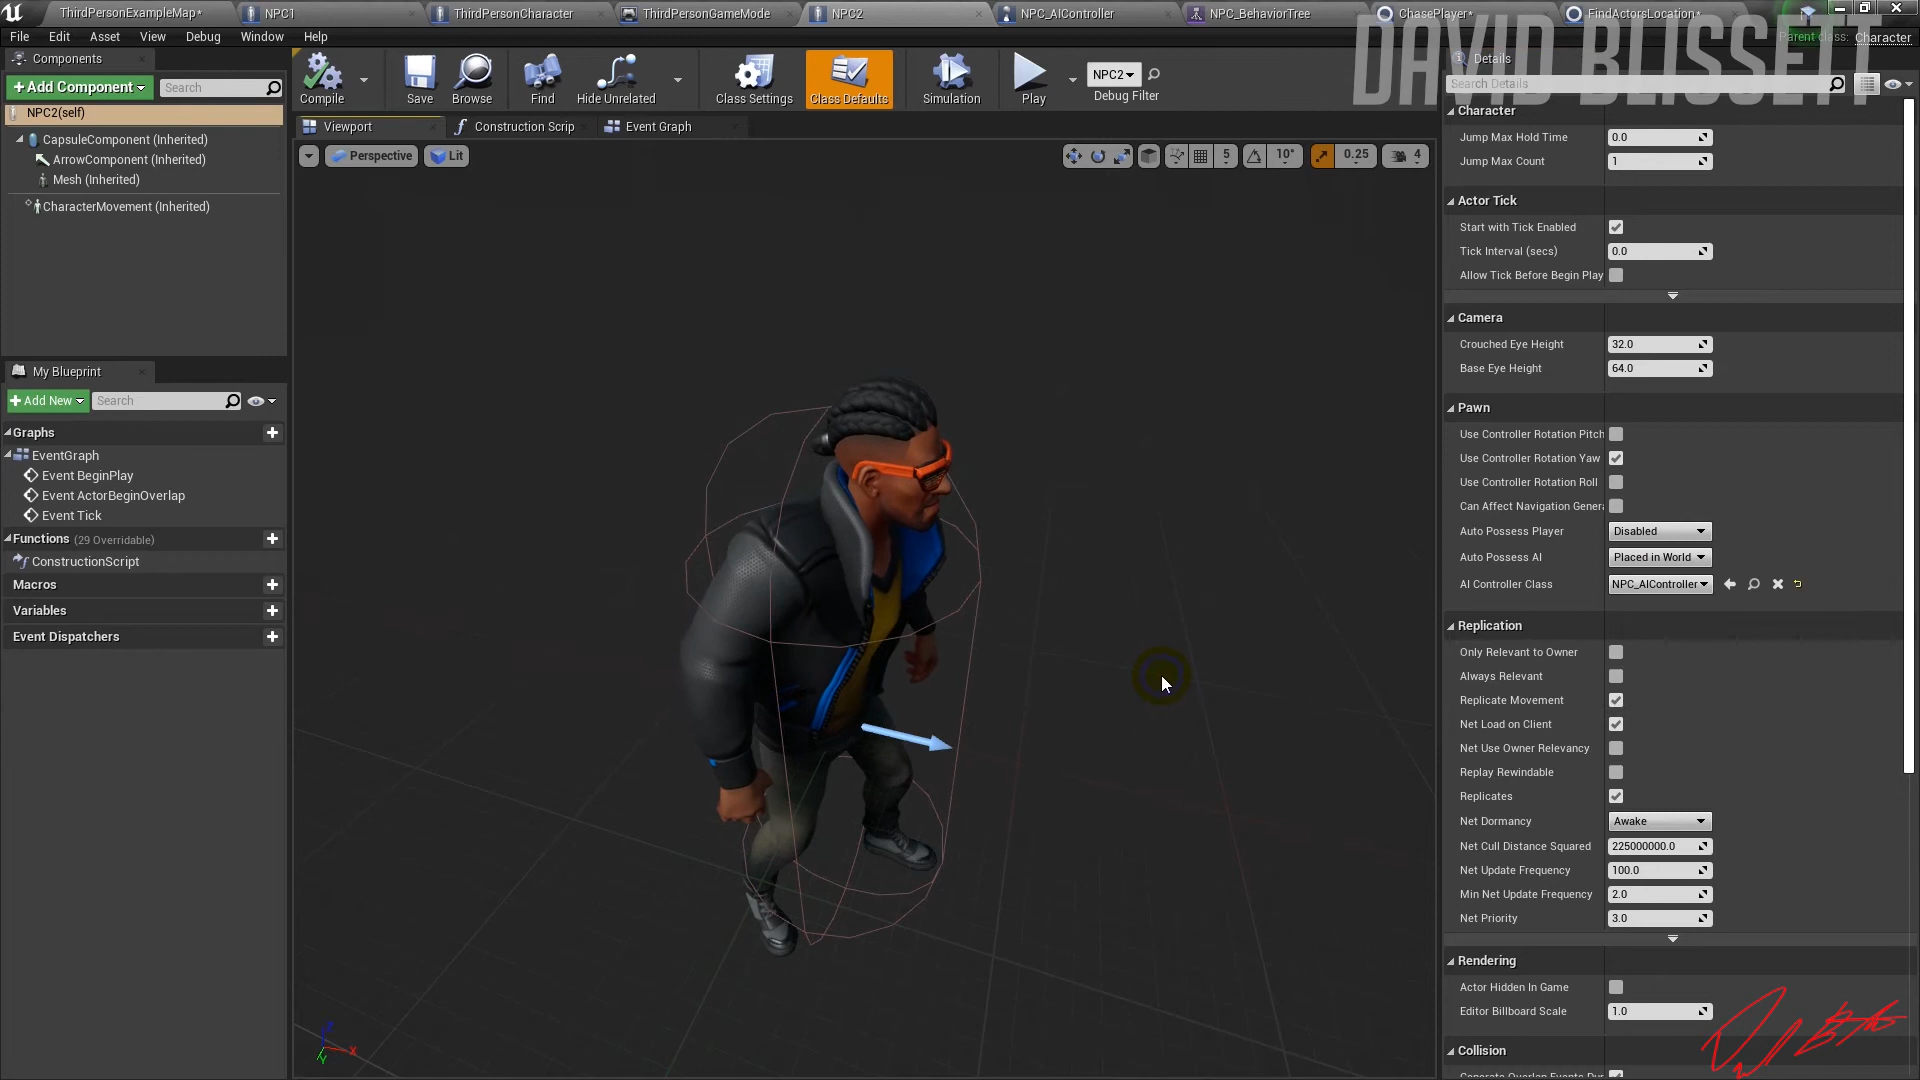 ThirdPersonExampleMap*
NPC1
ThirdPersonCharacter
ThirdPersonGameMode
NPC2
NPC_AIController
NPC_BehaviorTree
ChasePlayer*
FindActorsLocation*
File Edit Asset View Debug Window Help
Parent class: Character
DAVID BLISSETT
Components
+Add Component
Search
NPC2(self)
CapsuleComponent (Inherited)
ArrowComponent (Inherited)
Mesh (Inherited)
CharacterMovement (Inherited)
My Blueprint
+Add New
Search
Graphs
EventGraph
Event BeginPlay
Event ActorBeginOverlap
Event Tick
Functions (29 Overridable)
ConstructionScript
Macros
Variables
Event Dispatchers
Compile
Save
Browse
Find
Hide Unrelated
Class Settings
Class Defaults
Simulation
Play
NPC2
Debug Filter
Viewport
Construction Scrip
Event Graph
Perspective
Lit
5
10°
0.25
4
Z
X
Y
Details
Search Details
Character
Jump Max Hold Time 0.0
Jump Max Count 1
Actor Tick
Start with Tick Enabled
Tick Interval (secs) 0.0
Allow Tick Before Begin Play
Camera
Crouched Eye Height 32.0
Base Eye Height 64.0
Pawn
Use Controller Rotation Pitch
Use Controller Rotation Yaw
Use Controller Rotation Roll
Can Affect Navigation Genera
Auto Possess Player Disabled
Auto Possess AI Placed in World
AI Controller Class NPC_AIController
Replication
Only Relevant to Owner
Always Relevant
Replicate Movement
Net Load on Client
Net Use Owner Relevancy
Replay Rewindable
Replicates
Net Dormancy Awake
Net Cull Distance Squared 225000000.0
Net Update Frequency 100.0
Min Net Update Frequency 2.0
Net Priority 3.0
Rendering
Actor Hidden In Game
Editor Billboard Scale 1.0
Collision
Generate Overlap Events Dur